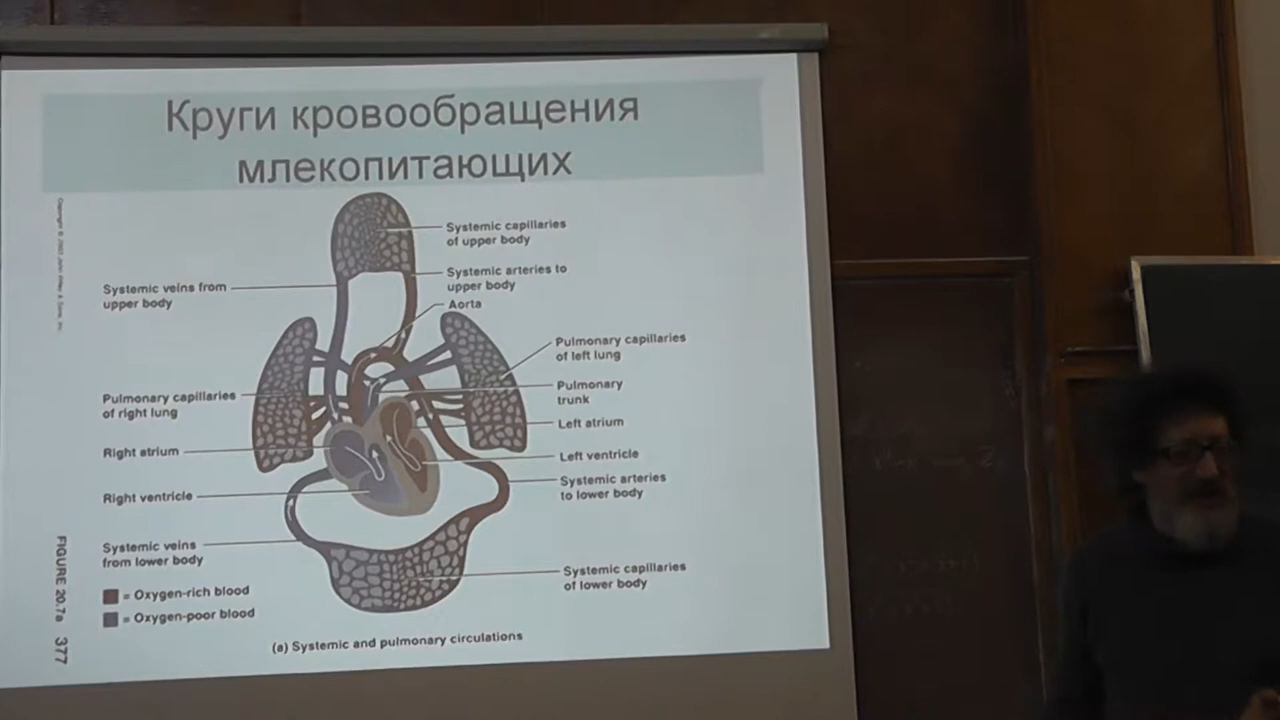 Круги кровообращения
млекопитающих
Systemic capillaries
of upper body
Systemic arteries to
upper body
Aorta
Systemic veins from
upper body
Pulmonary capillaries
of left lung
Pulmonary
trunk
Left atrium
Pulmonary capillaries
of right lung
Right atrium
Left ventricle
Right ventricle
Systemic arteries
to lower body
Systemic veins
from lower body
Systemic capillaries
of lower body
= Oxygen-rich blood
= Oxygen-poor blood
(a) Systemic and pulmonary circulations
FIGURE 20.7a 377